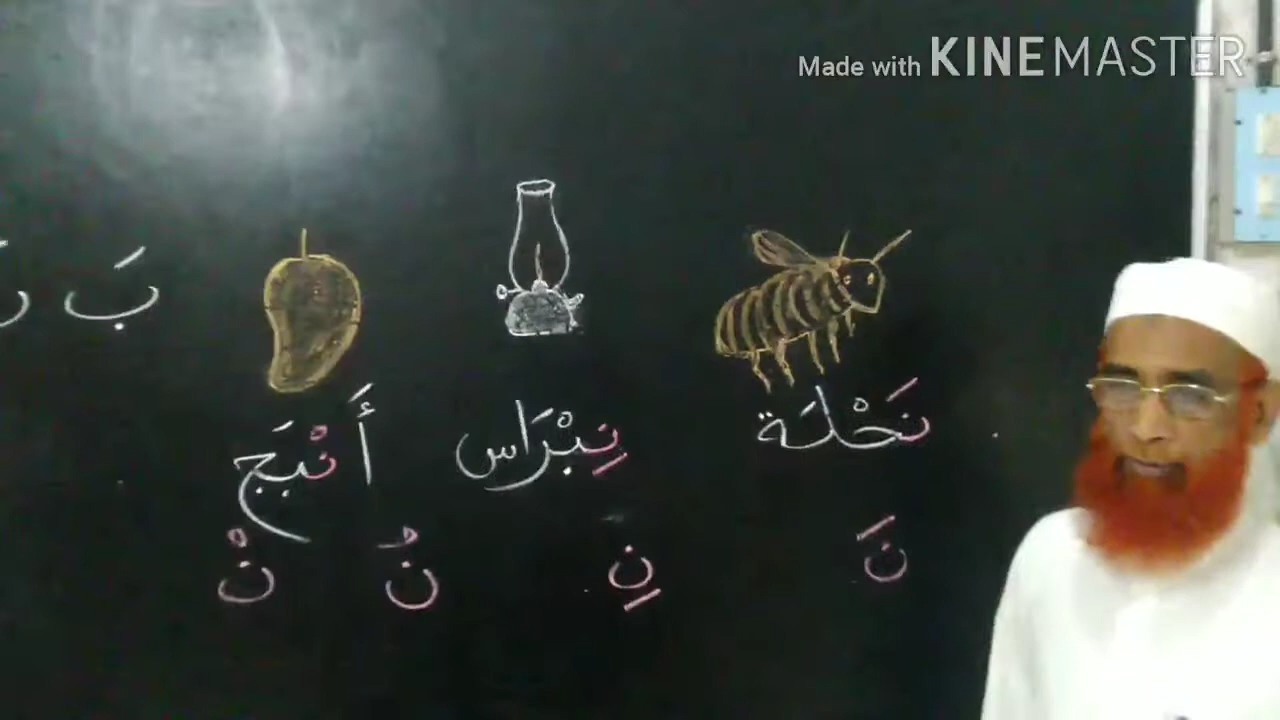 Made with KINEMASTER
بَ
نَحْلَة نِبْرَاس أَنْبَج
نَ نِ نُ نْ